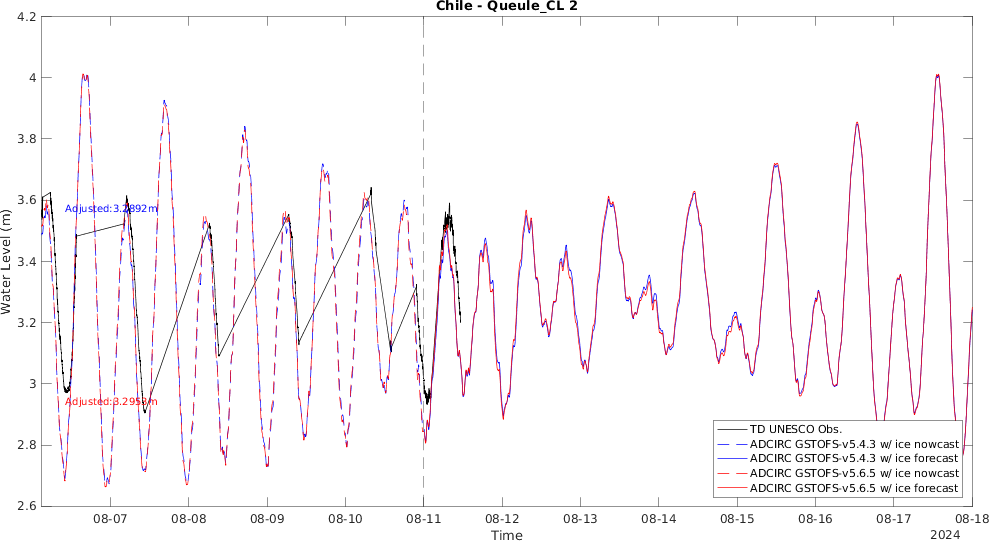 Chile - Queule_CL 2
4.2
4
3.8
3.6
3.4
3.2
3
2.8
2.6
Water Level (m)
Adjusted:3.2892m
Adjusted:3.2953m
TD UNESCO Obs.
ADCIRC GSTOFS-v5.4.3 w/ ice nowcast
ADCIRC GSTOFS-v5.4.3 w/ ice forecast
ADCIRC GSTOFS-v5.6.5 w/ ice nowcast
ADCIRC GSTOFS-v5.6.5 w/ ice forecast
08-07 08-08 08-09 08-10 08-11 08-12 08-13 08-14 08-15 08-16 08-17 08-18
Time
2024